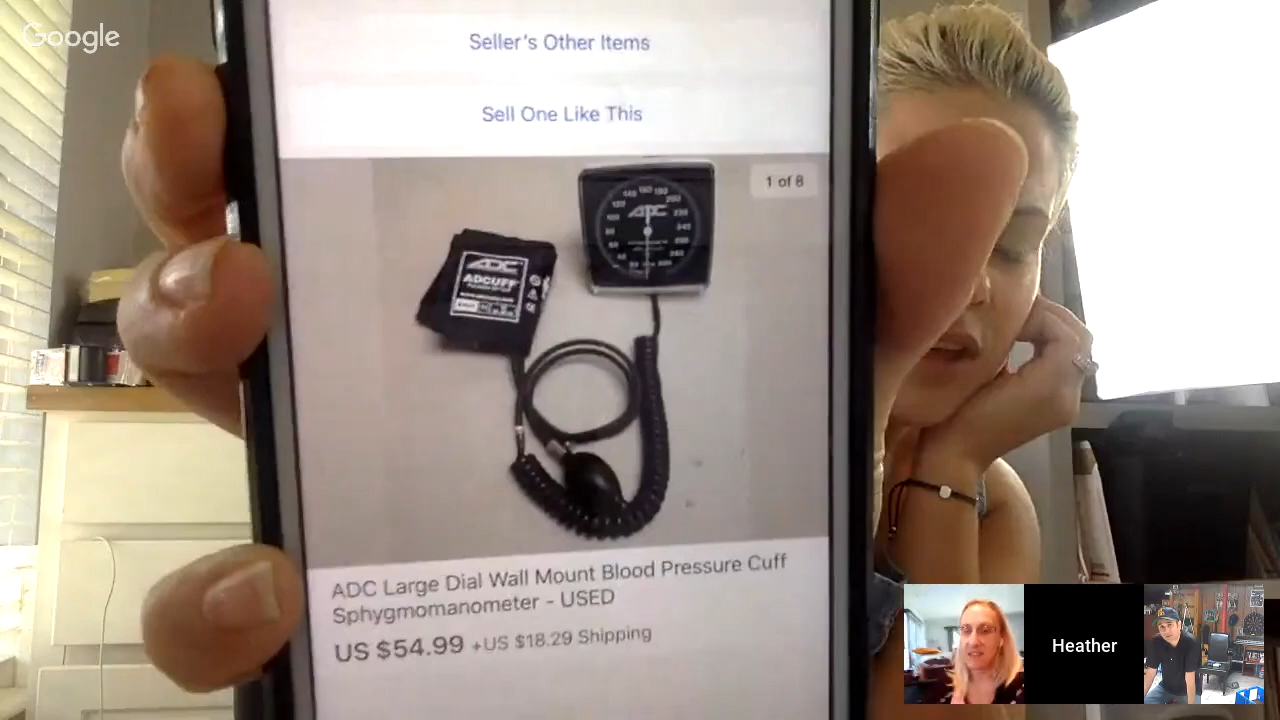 Google
Seller's Other Items
Sell One Like This
1 of 8
ADC
ADC
ADCUFF
ADC Large Dial Wall Mount Blood Pressure Cuff
Sphygmomanometer - USED
US $54.99 +US $18.29 Shipping
Heather